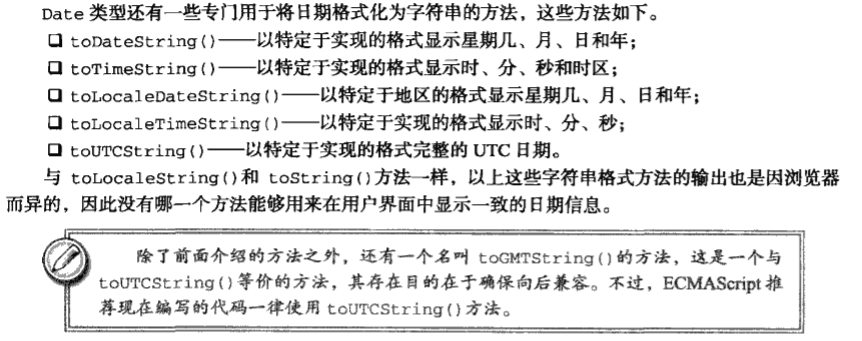 Date 类型还有一些专门用于将日期格式化为字符串的方法，这些方法如下。
❑ toDateString()——以特定于实现的格式显示星期几、月、日和年；
❑ toTimeString()——以特定于实现的格式显示时、分、秒和时区；
❑ toLocaleDateString()——以特定于地区的格式显示星期几、月、日和年；
❑ toLocaleTimeString()——以特定于实现的格式显示时、分、秒；
❑ toUTCString()——以特定于实现的格式完整的 UTC 日期。
与 toLocaleString()和 toString()方法一样，以上这些字符串格式方法的输出也是因浏览器
而异的，因此没有哪一个方法能够用来在用户界面中显示一致的日期信息。
除了前面介绍的方法之外，还有一个名叫 toGMTString()的方法，这是一个与
toUTCString()等价的方法，其存在目的在于确保向后兼容。不过，ECMAScript 推
荐现在编写的代码一律使用 toUTCString()方法。